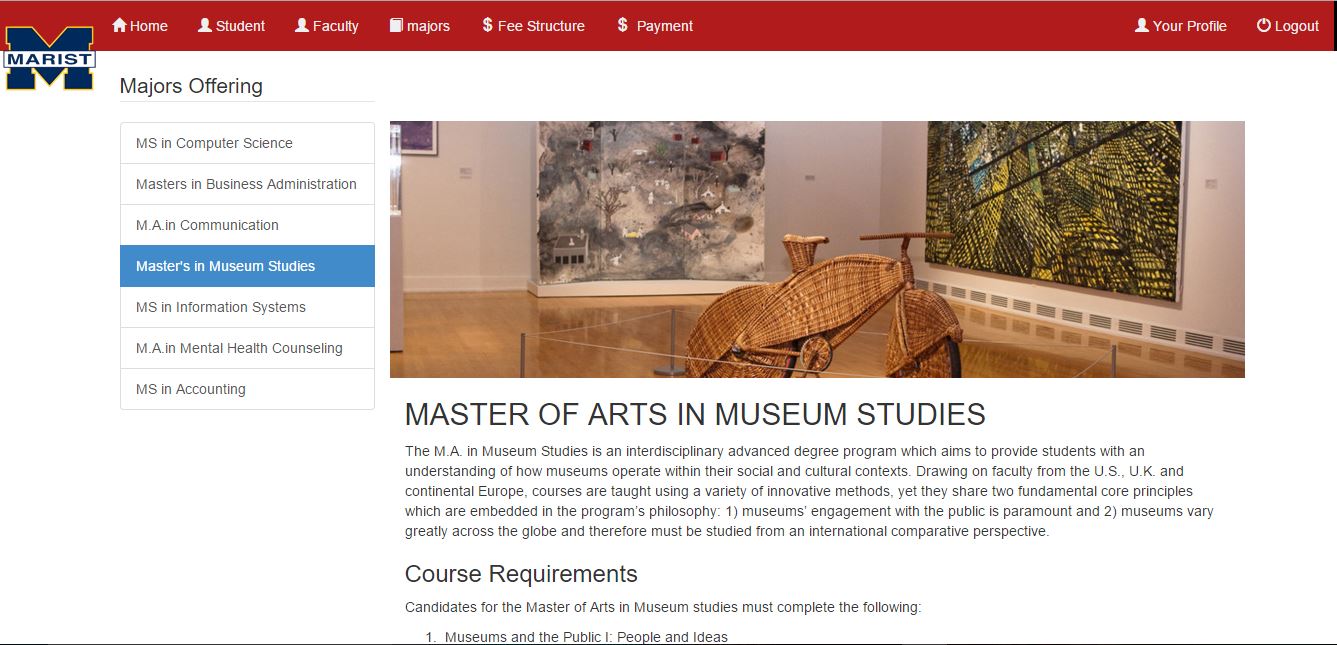 Home Student Faculty majors $ Fee Structure $ Payment Your Profile Logout
MARIST
Majors Offering
MS in Computer Science
Masters in Business Administration
M.A.in Communication
Master's in Museum Studies
MS in Information Systems
M.A.in Mental Health Counseling
MS in Accounting
MASTER OF ARTS IN MUSEUM STUDIES
The M.A. in Museum Studies is an interdisciplinary advanced degree program which aims to provide students with an
understanding of how museums operate within their social and cultural contexts. Drawing on faculty from the U.S., U.K. and
continental Europe, courses are taught using a variety of innovative methods, yet they share two fundamental core principles
which are embedded in the program’s philosophy: 1) museums’ engagement with the public is paramount and 2) museums vary
greatly across the globe and therefore must be studied from an international comparative perspective.
Course Requirements
Candidates for the Master of Arts in Museum studies must complete the following:
1. Museums and the Public I: People and Ideas